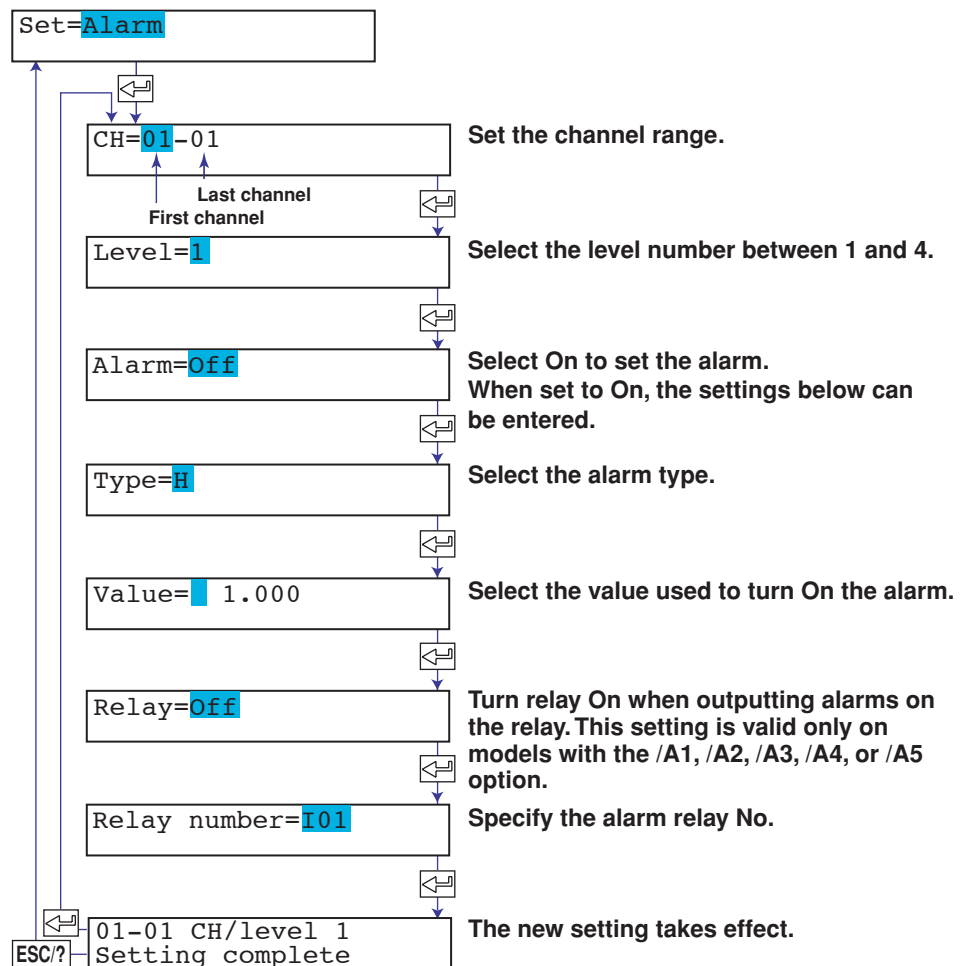 Set=Alarm
CH=01-01
Set the channel range.
Last channel
First channel
Level=1
Select the level number between 1 and 4.
Alarm=Off
Select On to set the alarm.
When set to On, the settings below can
be entered.
Type=H
Select the alarm type.
Value= 1.000
Select the value used to turn On the alarm.
Relay=Off
Turn relay On when outputting alarms on
the relay. This setting is valid only on
models with the /A1, /A2, /A3, /A4, or /A5
option.
Relay number=I01
Specify the alarm relay No.
01-01 CH/level 1
The new setting takes effect.
ESC/?
Setting complete